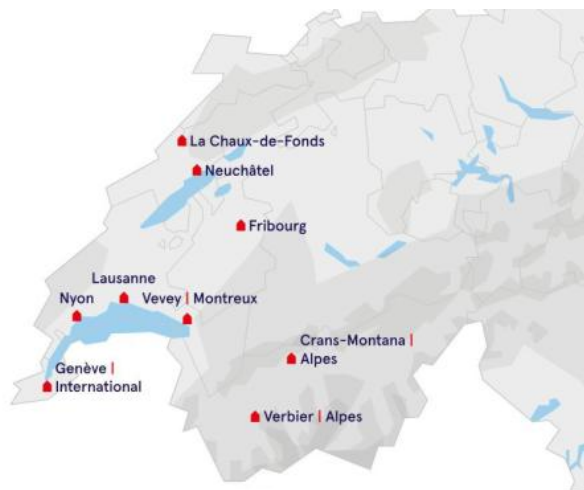 La Chaux-de-Fonds
Neuchâtel
Fribourg
Lausanne
Nyon
Vevey | Montreux
Genève |
International
Crans-Montana |
Alpes
Verbier | Alpes